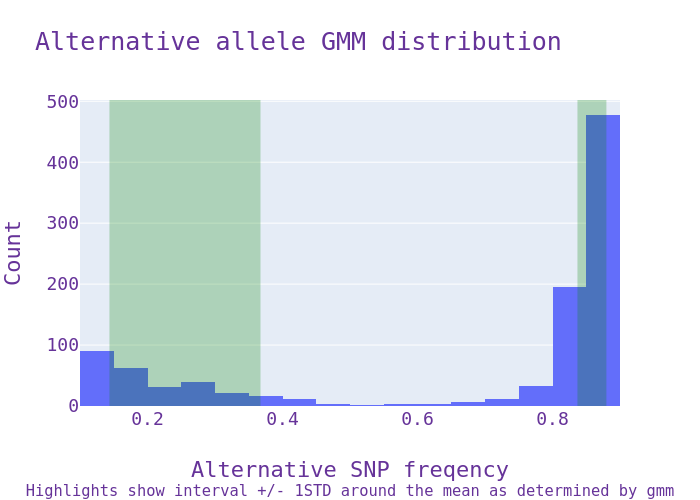 Alternative allele GMM distribution
500
400
300
200
100
0
Count
0.2
0.4
0.6
0.8
Alternative SNP freqency
Highlights show interval +/- 1STD around the mean as determined by gmm